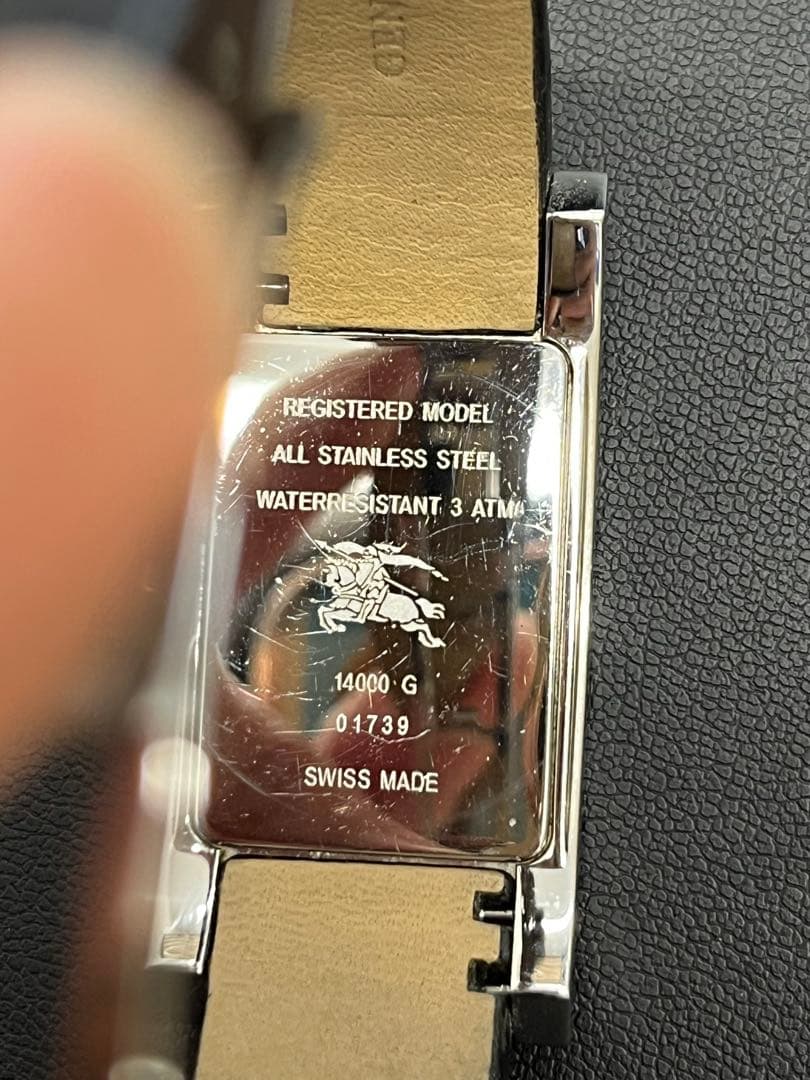 REGISTERED MODEL
ALL STAINLESS STEEL
WATERRESISTANT 3 ATM
14000 G
01739
SWISS MADE